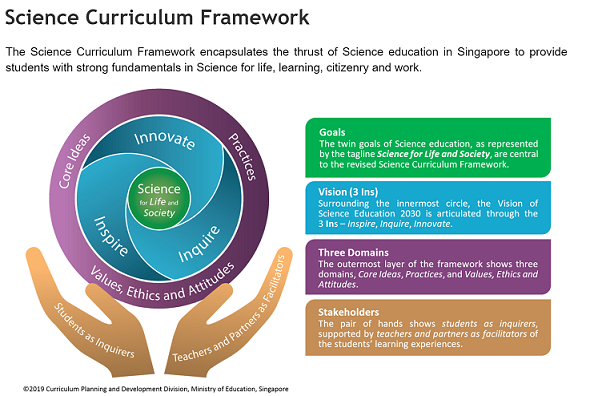 Science Curriculum Framework
The Science Curriculum Framework encapsulates the thrust of Science education in Singapore to provide
students with strong fundamentals in Science for life, learning, citizenry and work.
Core Ideas
Practices
Values, Ethics and Attitudes
Innovate
Inspire
Inquire
Science
for Life and
Society
Students as Inquirers
Teachers and Partners as Facilitators
Goals
The twin goals of Science education, as represented
by the tagline Science for Life and Society, are central
to the revised Science Curriculum Framework.
Vision (3 Ins)
Surrounding the innermost circle, the Vision of
Science Education 2030 is articulated through the
3 Ins – Inspire, Inquire, Innovate.
Three Domains
The outermost layer of the framework shows three
domains, Core Ideas, Practices, and Values, Ethics and
Attitudes.
Stakeholders
The pair of hands shows students as inquirers,
supported by teachers and partners as facilitators of
the students' learning experiences.
©2019 Curriculum Planning and Development Division, Ministry of Education, Singapore